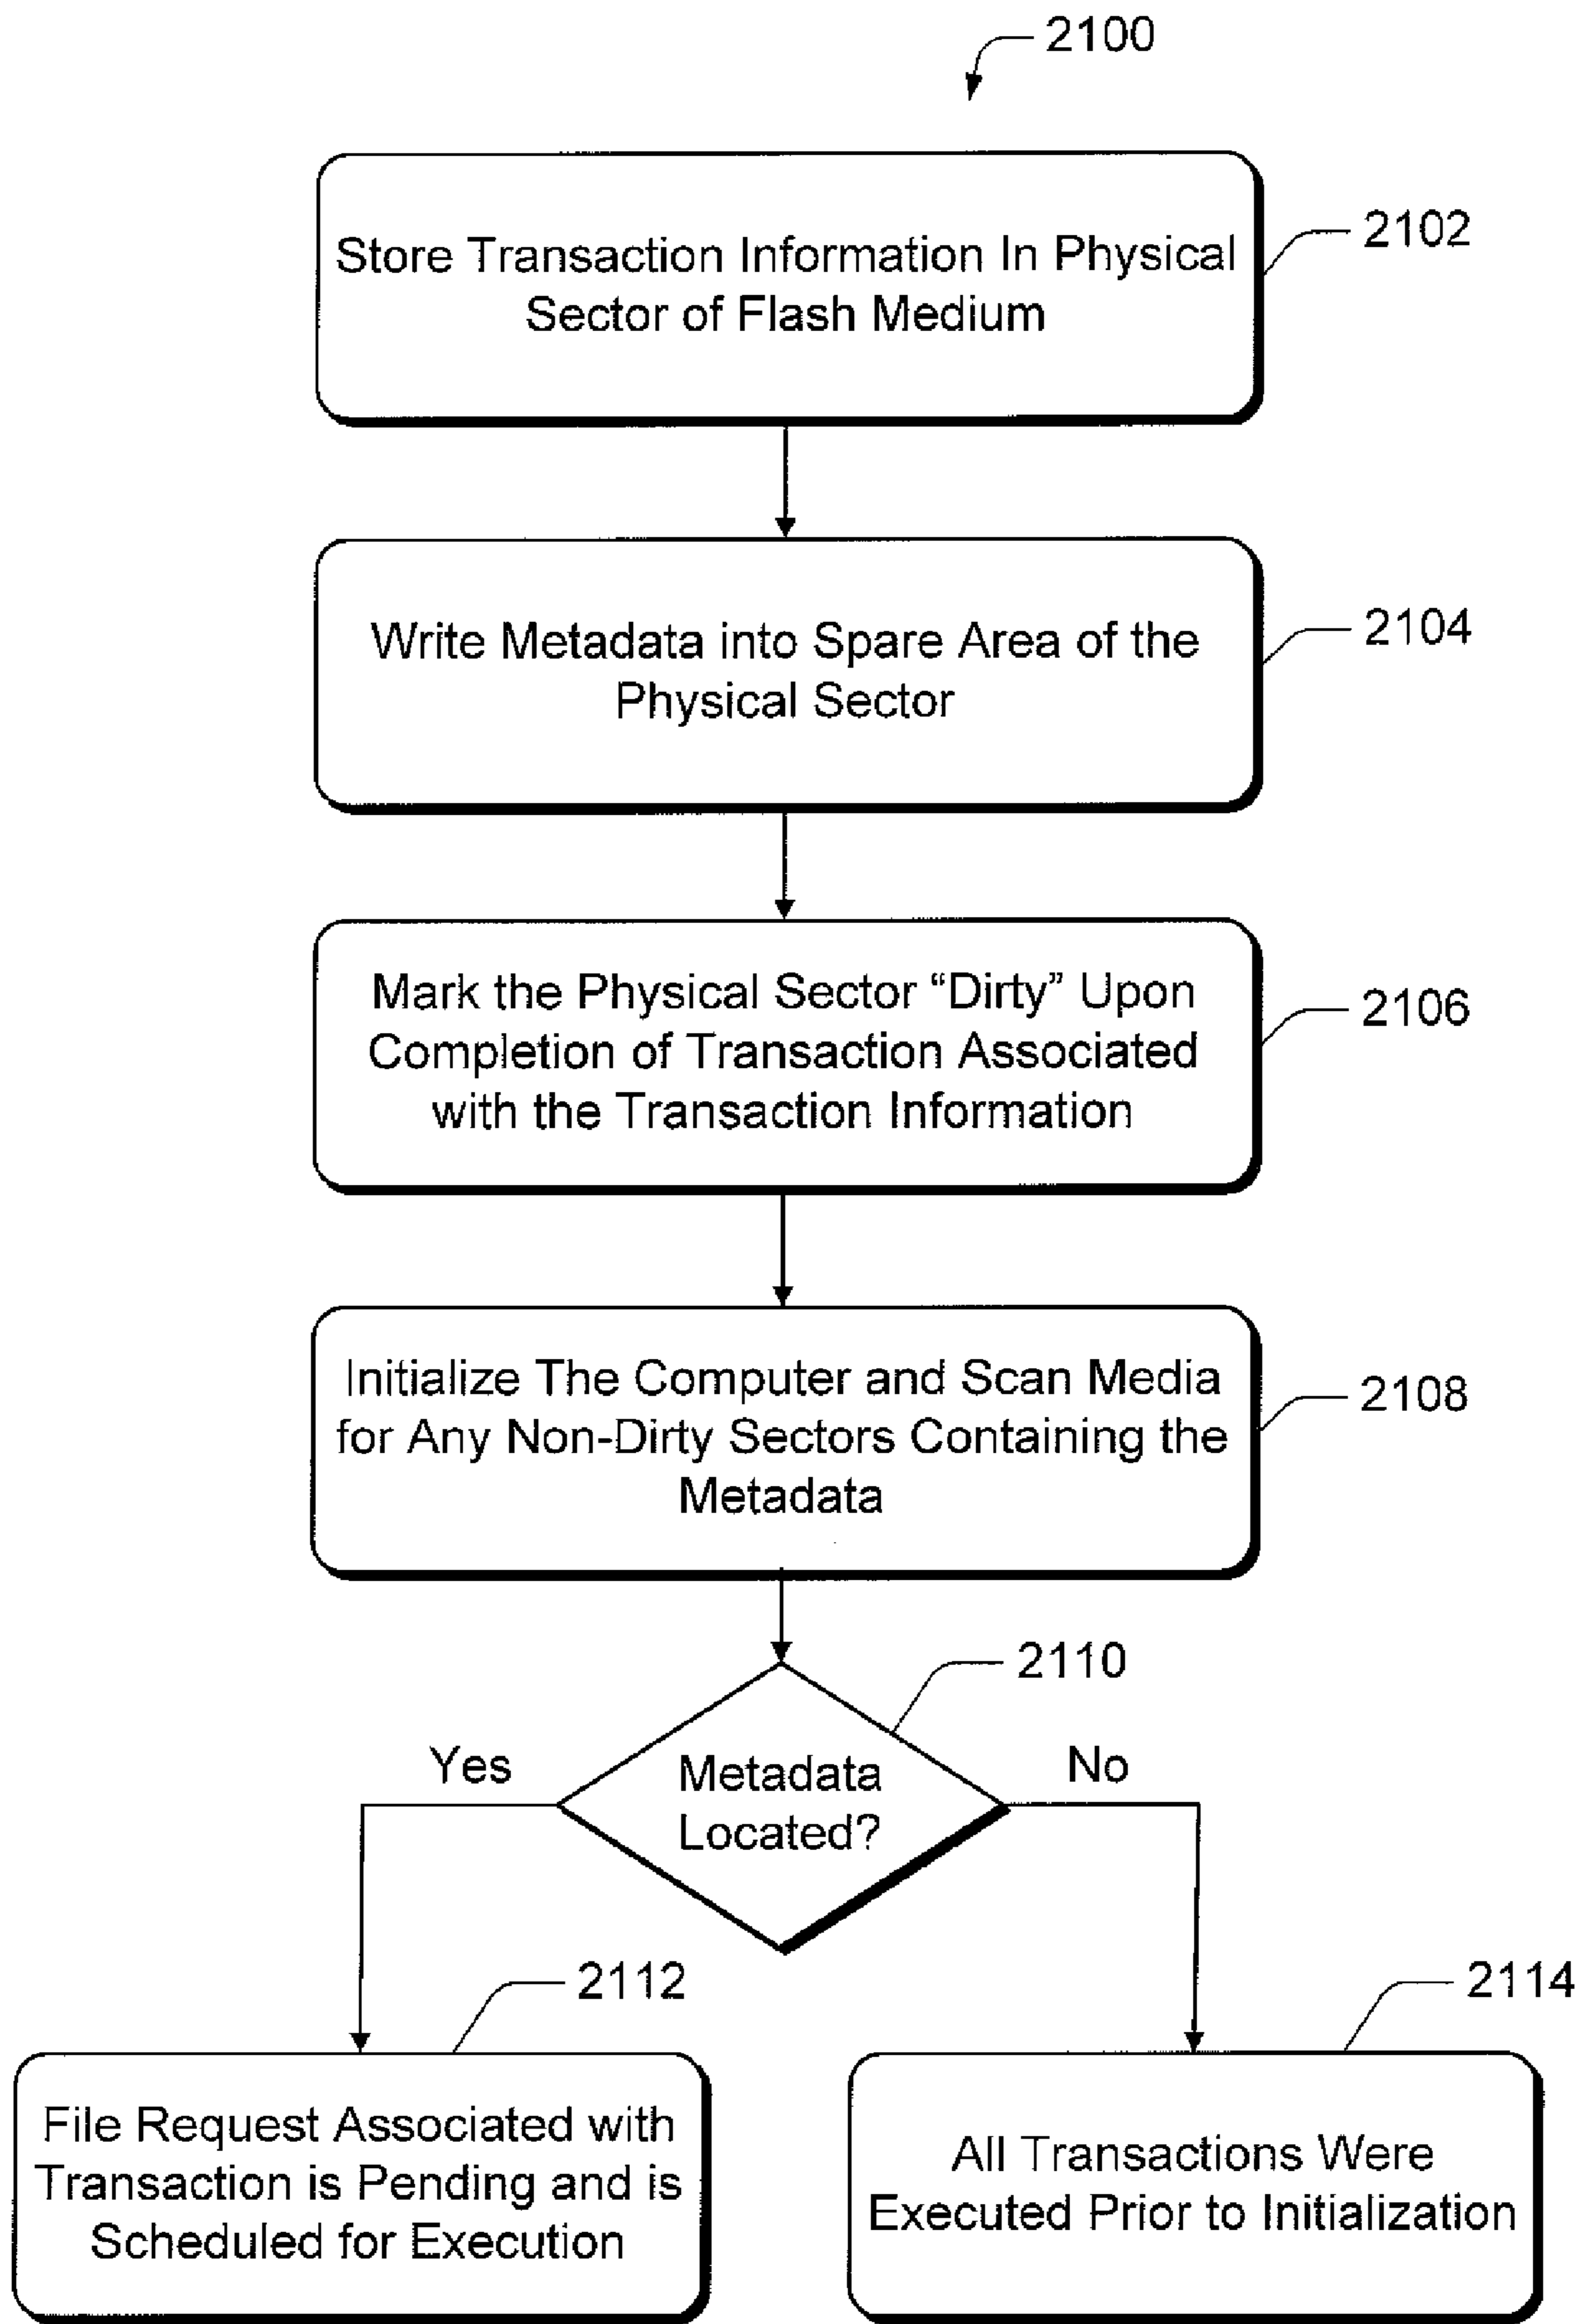 2100
Store Transaction Information In Physical
Sector of Flash Medium
2102
Write Metadata into Spare Area of the
Physical Sector
2104
Mark the Physical Sector “Dirty” Upon
Completion of Transaction Associated
with the Transaction Information
2106
Initialize The Computer and Scan Media
for Any Non-Dirty Sectors Containing the
Metadata
2108
2110
Yes
Metadata
Located?
No
2112
2114
File Request Associated with
Transaction is Pending and is
Scheduled for Execution
All Transactions Were
Executed Prior to Initialization